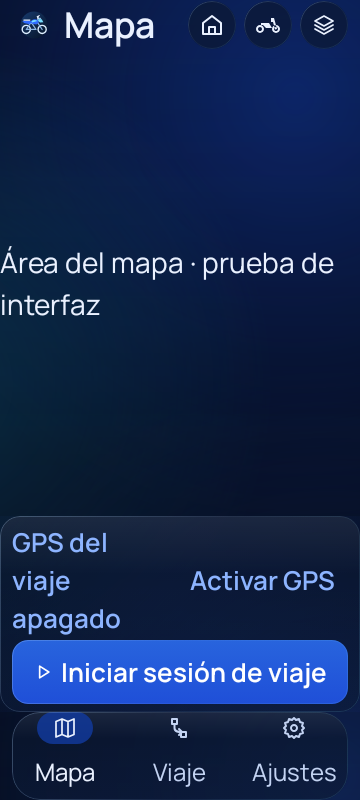 Mapa
Área del mapa · prueba de
interfaz
GPS del
viaje
apagado
Activar GPS
Iniciar sesión de viaje
Mapa
Viaje
Ajustes